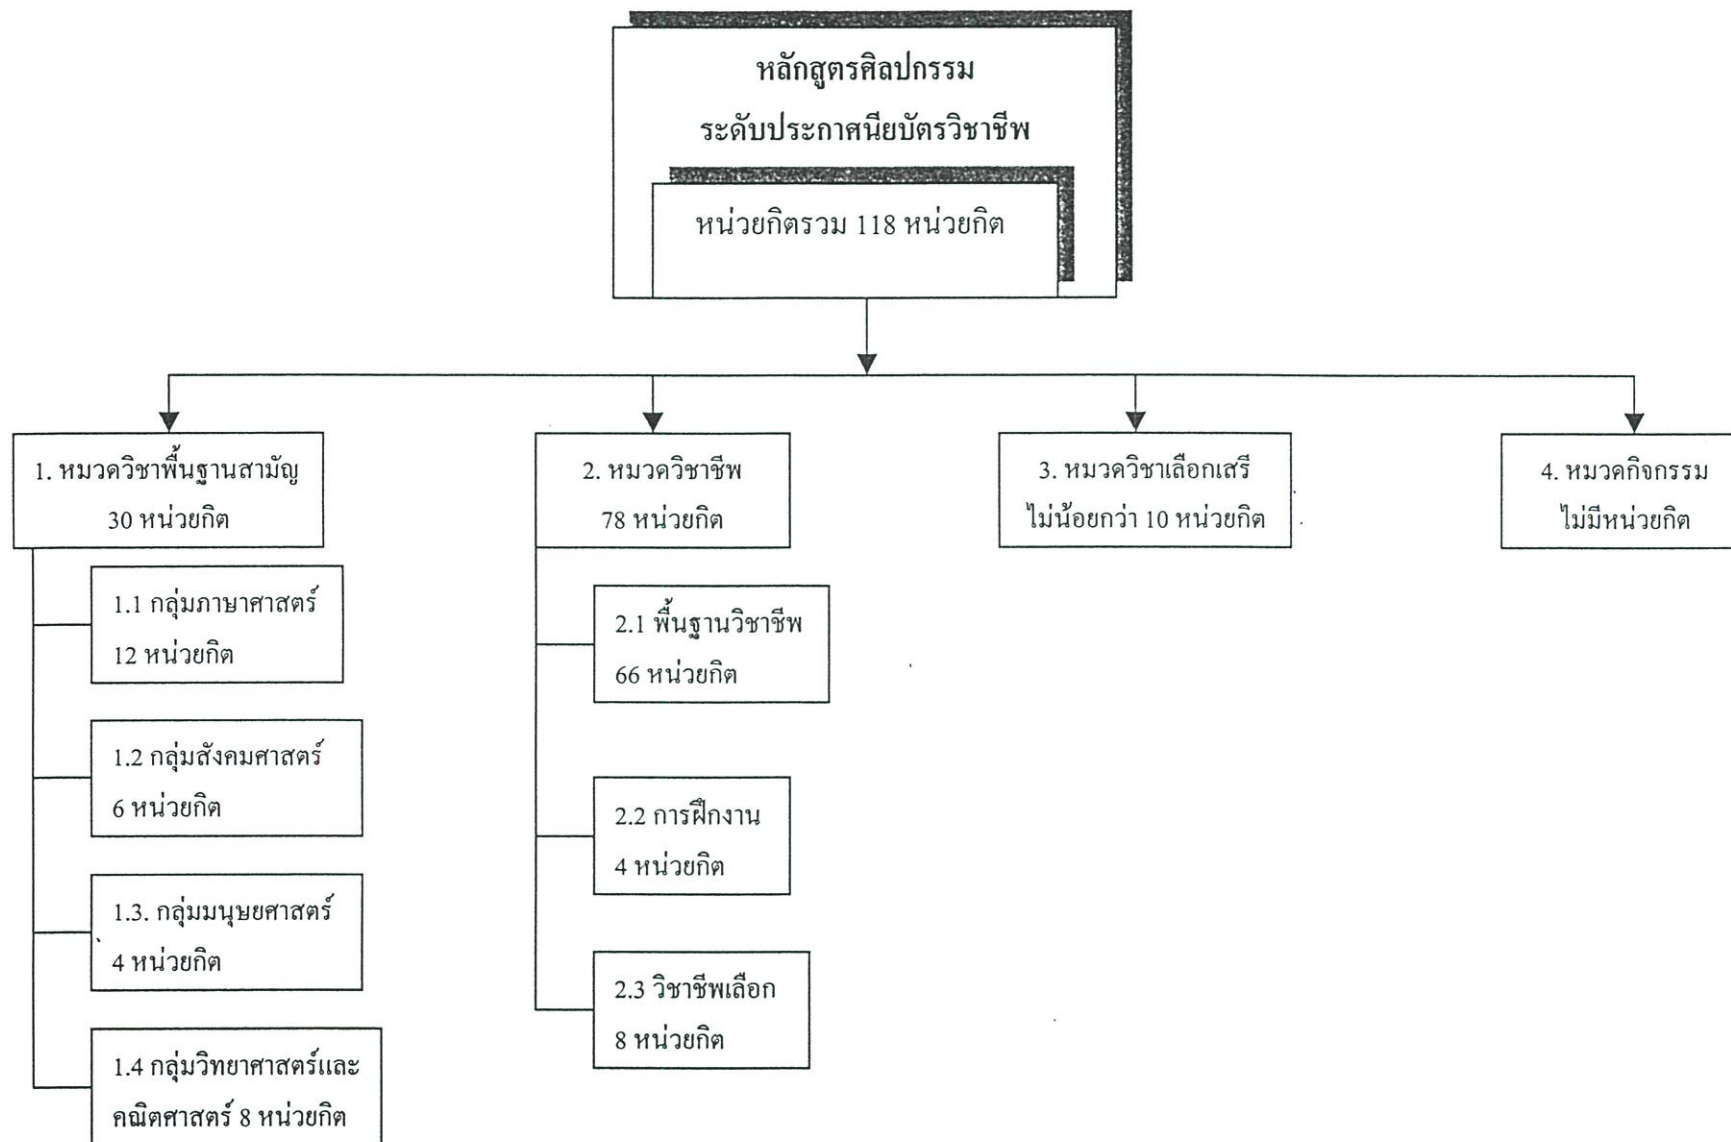 หลักสูตรศิลปกรรม
ระดับประกาศนียบัตรวิชาชีพ
หน่วยกิตรวม 118 หน่วยกิต
1. หมวดวิชาพื้นฐานสามัญ
30 หน่วยกิต
1.1 กลุ่มภาษาศาสตร์
12 หน่วยกิต
1.2 กลุ่มสังคมศาสตร์
6 หน่วยกิต
1.3. กลุ่มมนุษยศาสตร์
4 หน่วยกิต
1.4 กลุ่มวิทยาศาสตร์และ
คณิตศาสตร์ 8 หน่วยกิต
2. หมวดวิชาชีพ
78 หน่วยกิต
2.1 พื้นฐานวิชาชีพ
66 หน่วยกิต
2.2 การฝึกงาน
4 หน่วยกิต
2.3 วิชาชีพเลือก
8 หน่วยกิต
3. หมวดวิชาเลือกเสรี
ไม่น้อยกว่า 10 หน่วยกิต
4. หมวดกิจกรรม
ไม่มีหน่วยกิต